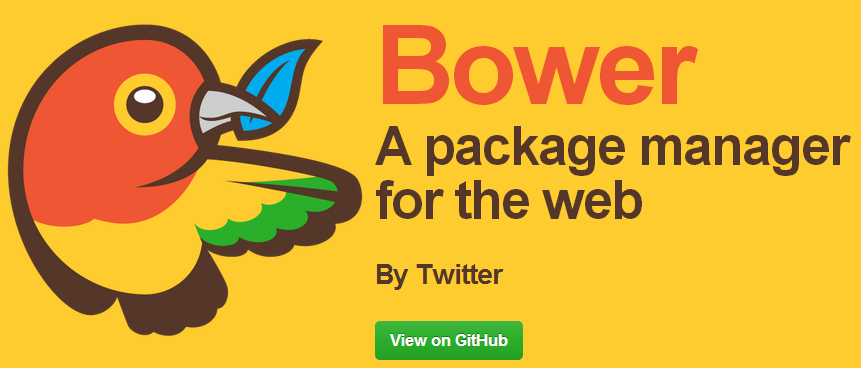 Bower
A package manager
for the web
By Twitter
View on GitHub